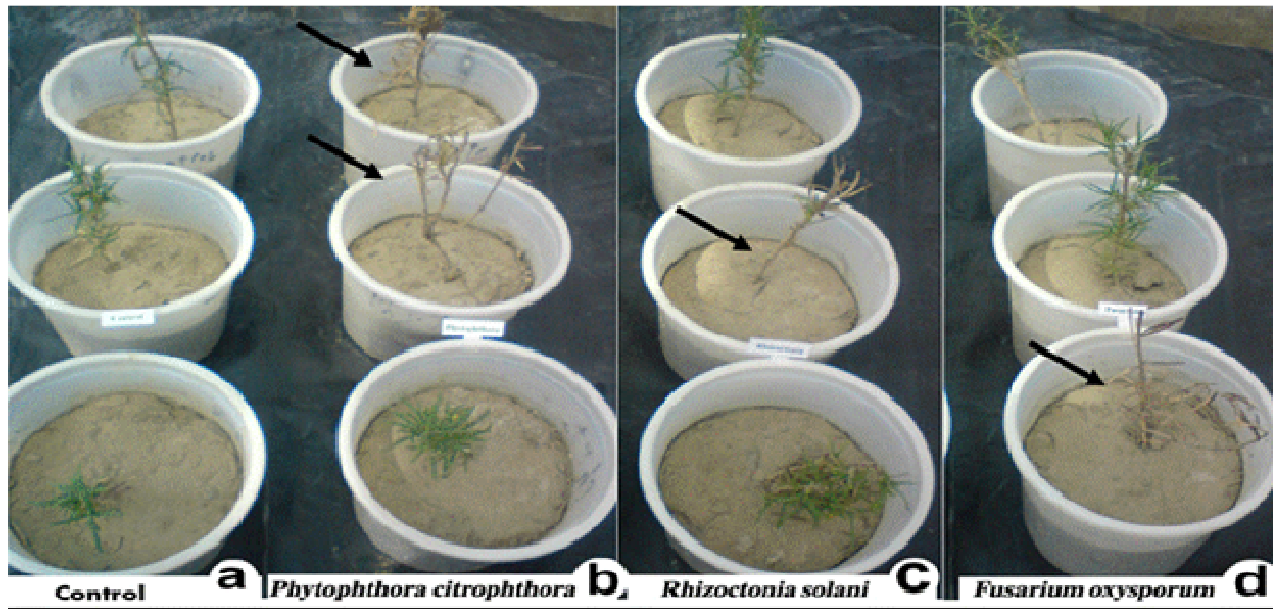 Control a
Phytophthora citrophthora b
Rhizoctonia solani c
Fusarium oxysporum d